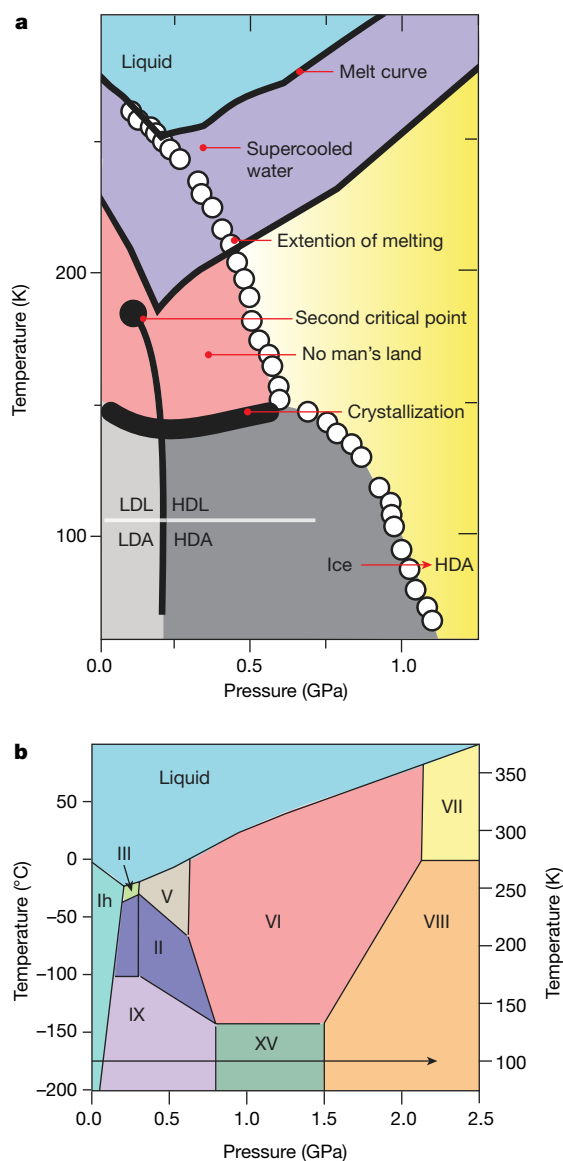 a
Liquid
Melt curve
Supercooled
water
Extention of melting
200
Second critical point
No man's land
Crystallization
LDL HDL
LDA HDA
100
Ice
HDA
Temperature (K)
0.0 0.5 1.0
Pressure (GPa)
b
Liquid
350
50
III
300
0
Ih
V
VII
250
–50
II
VI
VIII
200
–100
IX
150
–150
XV
100
–200
Temperature (°C)
Temperature (K)
0.0 0.5 1.0 1.5 2.0 2.5
Pressure (GPa)